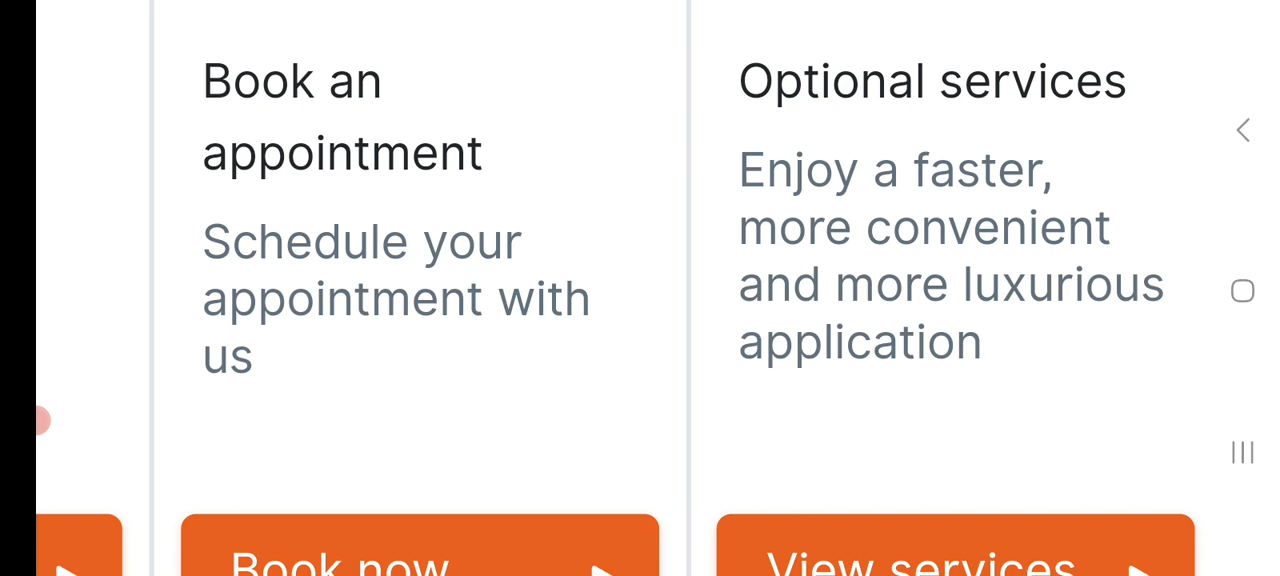 Book an
appointment
Schedule your
appointment with
us
Book now
Optional services
Enjoy a faster,
more convenient
and more luxurious
application
View services